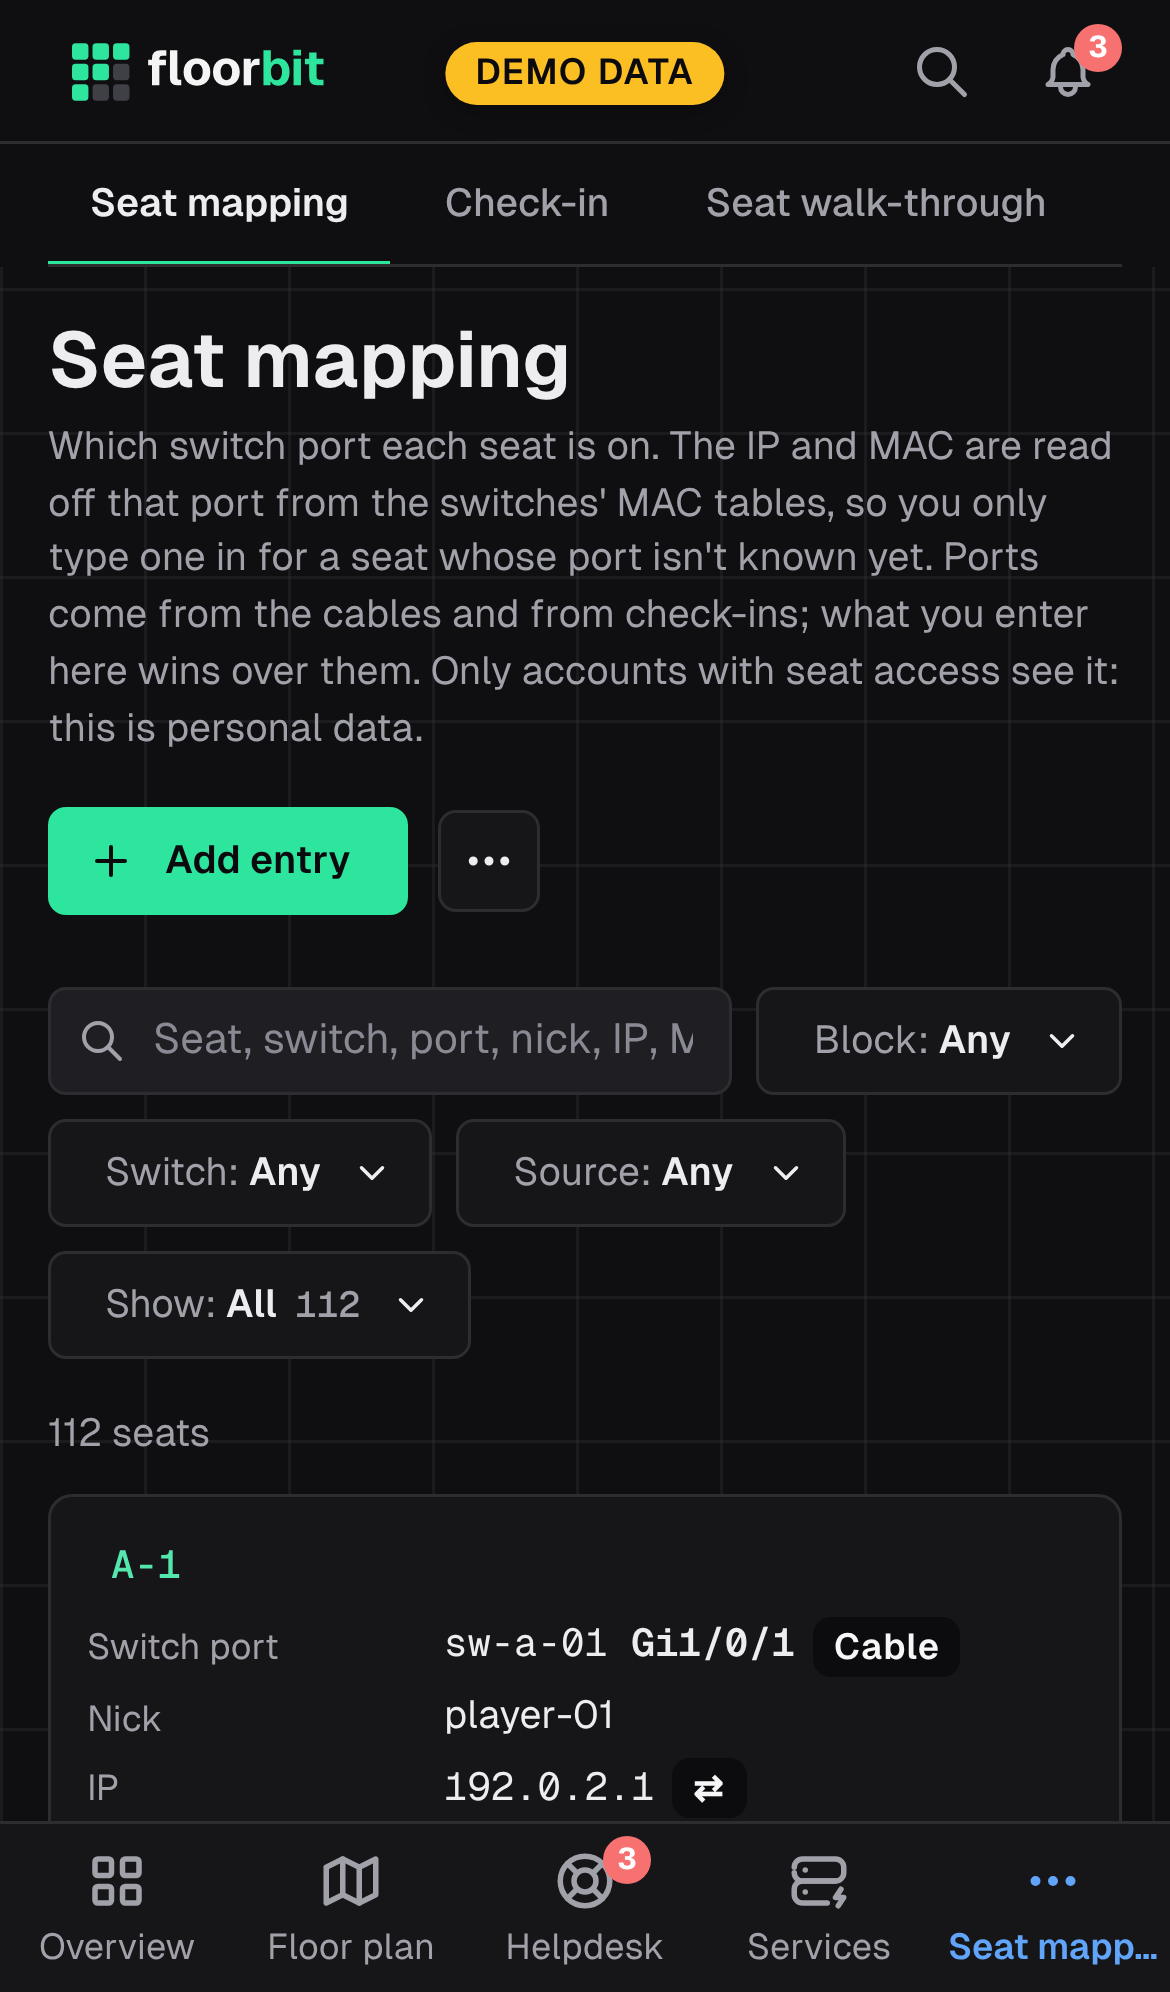 floorbit
DEMO DATA
3
Seat mapping
Check-in
Seat walk-through
Seat mapping
Which switch port each seat is on. The IP and MAC are read
off that port from the switches' MAC tables, so you only
type one in for a seat whose port isn't known yet. Ports
come from the cables and from check-ins; what you enter
here wins over them. Only accounts with seat access see it:
this is personal data.
+ Add entry
...
Seat, switch, port, nick, IP, M
Block: Any
Switch: Any
Source: Any
Show: All 112
112 seats
A-1
Switch port sw-a-01 Gi1/0/1 Cable
Nick player-01
IP 192.0.2.1 ⇄
3
Overview
Floor plan
Helpdesk
Services
Seat mapp...